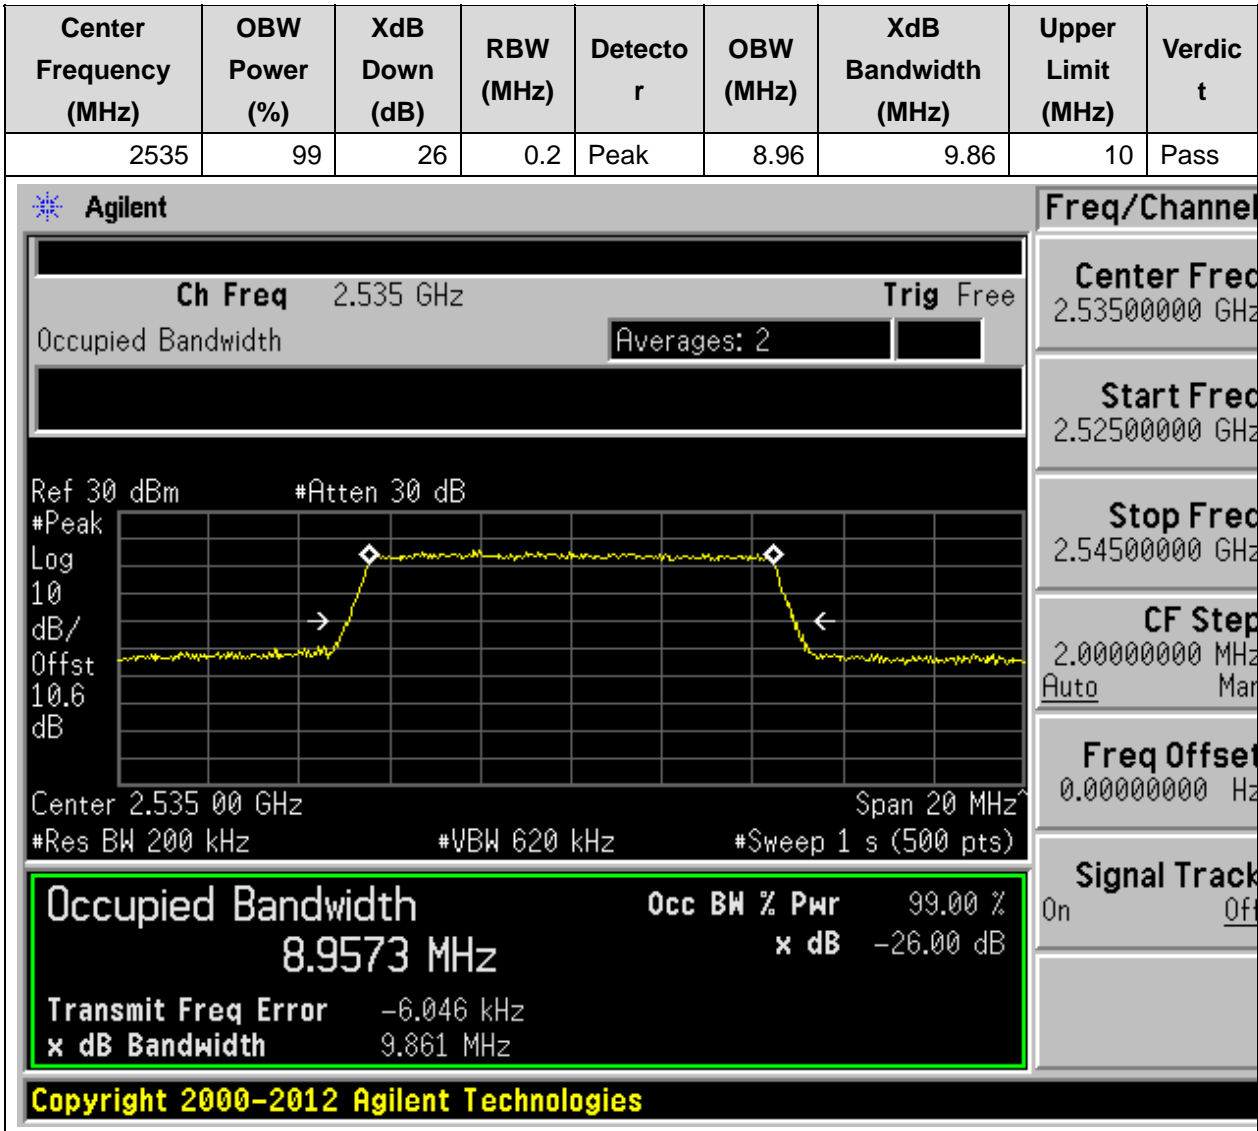 Center Frequency (MHz) OBW Power (%) XdB Down (dB) RBW (MHz) Detecto r OBW (MHz) XdB Bandwidth (MHz) Upper Limit (MHz) Verdic t
2535 99 26 0.2 Peak 8.96 9.86 10 Pass
Agilent
Freq/Channel
Ch Freq 2.535 GHz Trig Free
Occupied Bandwidth Averages: 2
Center Freq
2.53500000 GHz
Start Freq
2.52500000 GHz
Stop Freq
2.54500000 GHz
CF Step
2.00000000 MHz
Auto Man
Freq Offset
0.00000000 Hz
Signal Track
On Off
Ref 30 dBm #Atten 30 dB
#Peak
Log
10
dB/
Offst
10.6
dB
Center 2.535 00 GHz Span 20 MHz^
#Res BW 200 kHz #VBW 620 kHz #Sweep 1 s (500 pts)
Occupied Bandwidth Occ BW % Pwr 99.00 %
8.9573 MHz x dB -26.00 dB
Transmit Freq Error -6.046 kHz
x dB Bandwidth 9.861 MHz
Copyright 2000-2012 Agilent Technologies